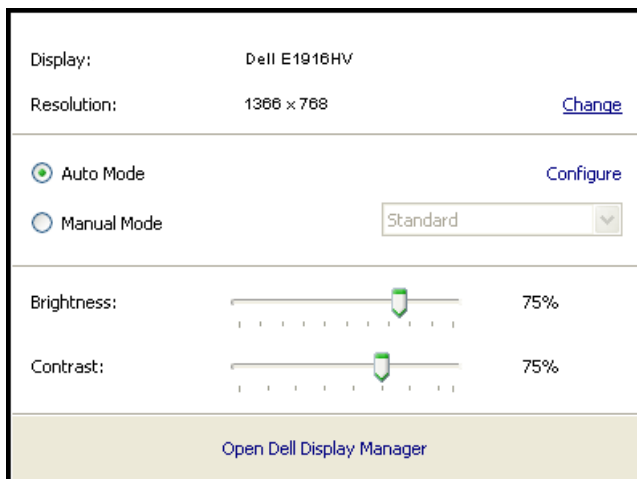 Display: Dell E1916HV
Resolution: 1366 x 768 Change
Auto Mode Configure
Manual Mode Standard
Brightness: 75%
Contrast: 75%
Open Dell Display Manager